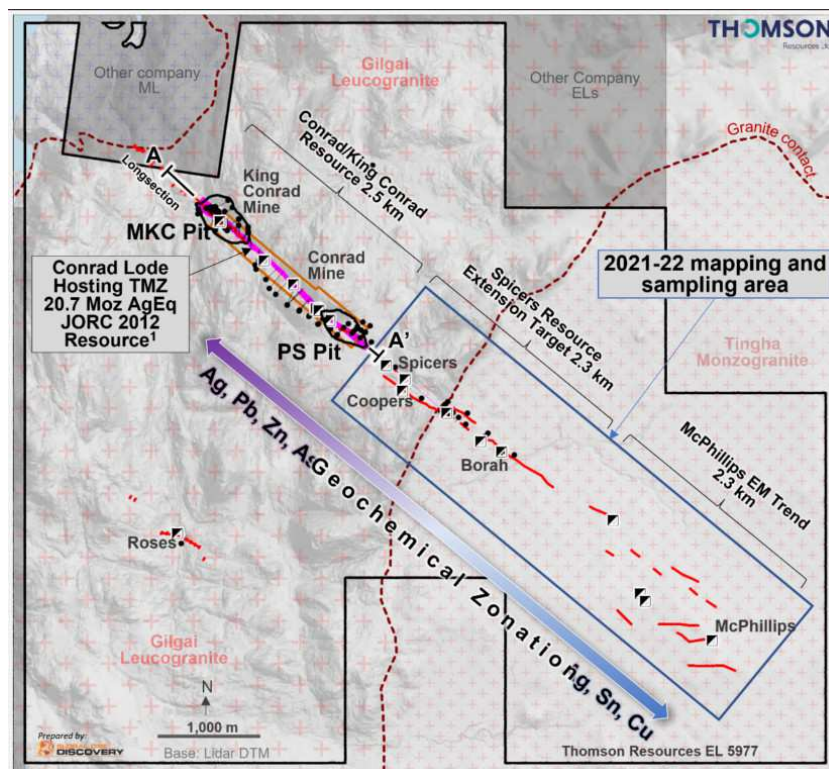 THOMSON
Resources Ltd
Other company
ML
Gilgai
Leucogranite
Other Company
ELs
Granite contact
A
Longsection
Conrad/King Conrad
Resource 2.5 km
King
Conrad
Mine
MKC Pit
Conrad
Mine
Spicers Resource
Extension Target 2.3 km
2021-22 mapping and
sampling area
Conrad Lode
Hosting TMZ
20.7 Moz AgEq
JORC 2012
Resource1
Tingha
Monzogranite
PS Pit
A'
Spicers
Coopers
Borah
McPhillips EM Trend
2.3 km
Ag, Pb, Zn, As
Geochemical Zonation
Ag, Sn, Cu
Roses
McPhillips
Gilgai
Leucogranite
N
1,000 m
Prepared by:
DISCOVERY
Base: Lidar DTM
Thomson Resources EL 5977